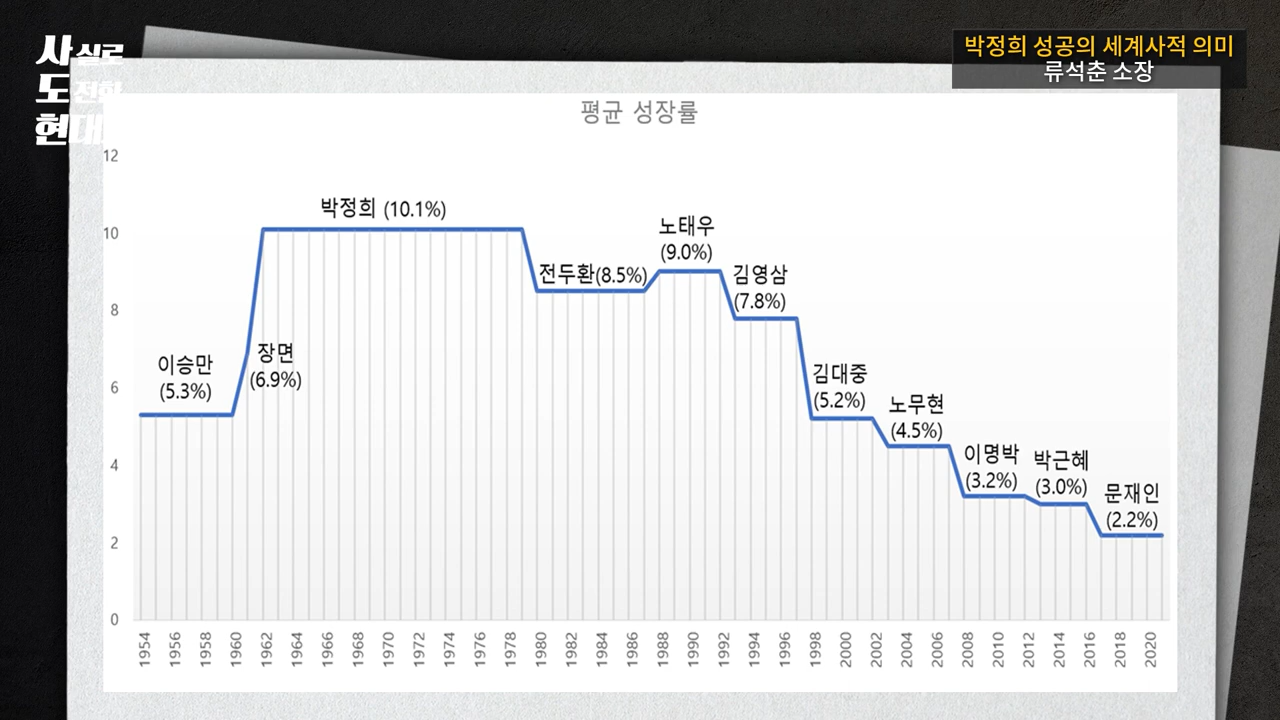 사실로
도전한
현대
박정희 성공의 세계사적 의미
류석춘 소장
평균 성장률
12
10
8
6
4
2
0
이승만
(5.3%)
장면
(6.9%)
박정희 (10.1%)
전두환(8.5%)
노태우
(9.0%)
김영삼
(7.8%)
김대중
(5.2%)
노무현
(4.5%)
이명박
(3.2%)
박근혜
(3.0%)
문재인
(2.2%)
1954 1956 1958 1960 1962 1964 1966 1968 1970 1972 1974 1976 1978 1980 1982 1984 1986 1988 1990 1992 1994 1996 1998 2000 2002 2004 2006 2008 2010 2012 2014 2016 2018 2020